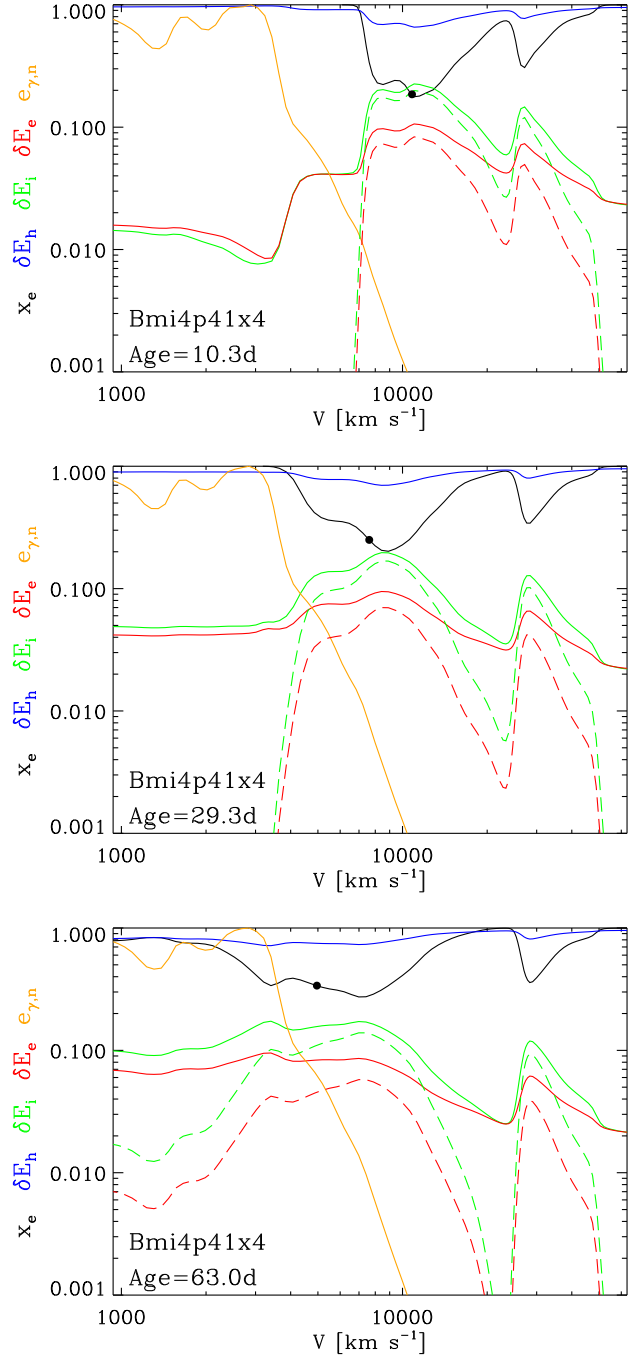 x_e δE_h δE_i δE_e e_γ,n
1.000
0.100
0.010
0.001
Bmi4p41x4
Age=10.3d
1000 10000
V [km s⁻¹]
x_e δE_h δE_i δE_e e_γ,n
1.000
0.100
0.010
0.001
Bmi4p41x4
Age=29.3d
1000 10000
V [km s⁻¹]
x_e δE_h δE_i δE_e e_γ,n
1.000
0.100
0.010
0.001
Bmi4p41x4
Age=63.0d
1000 10000
V [km s⁻¹]